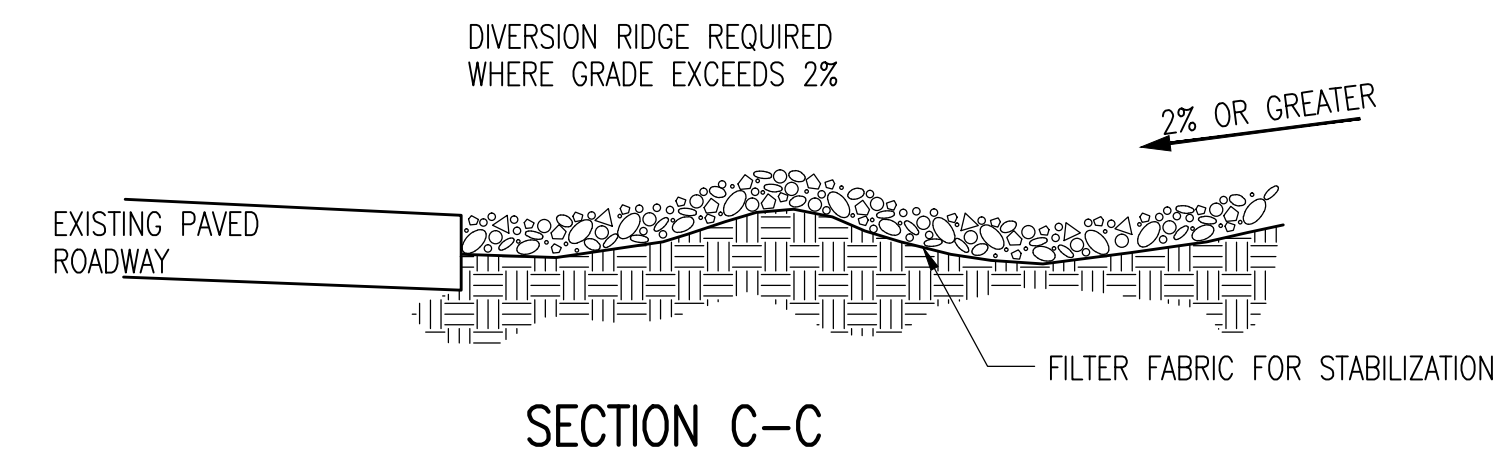 DIVERSION RIDGE REQUIRED
WHERE GRADE EXCEEDS 2%
2% OR GREATER
EXISTING PAVED
ROADWAY
FILTER FABRIC FOR STABILIZATION
SECTION C-C